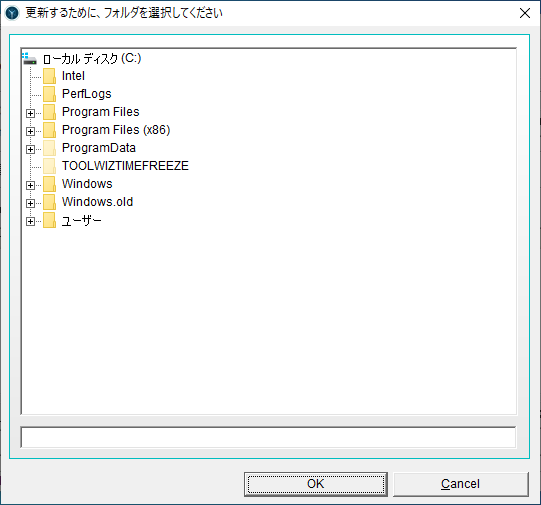 更新するために、フォルダを選択してください
ローカル ディスク (C:)
Intel
PerfLogs
Program Files
Program Files (x86)
ProgramData
TOOLWIZTIMEFREEZE
Windows
Windows.old
ユーザー
OK
Cancel